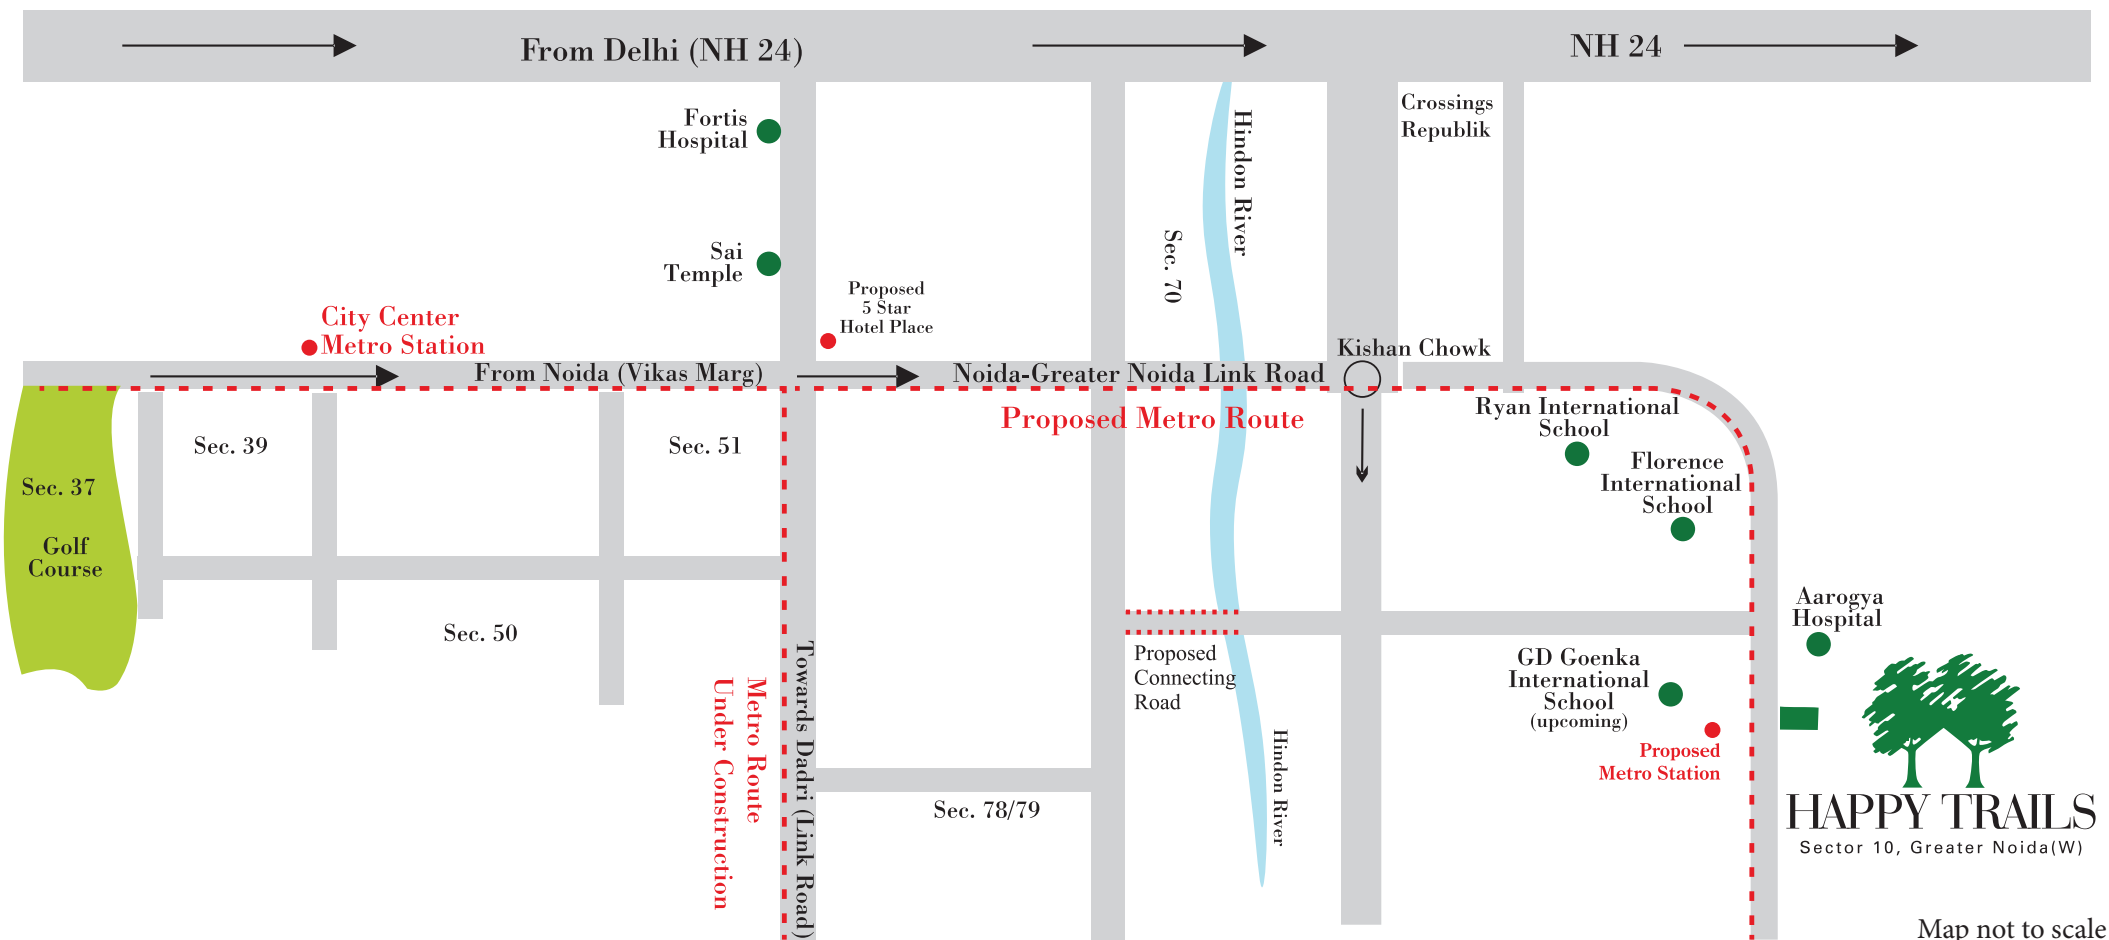 From Delhi (NH 24)
NH 24
Fortis
Hospital
Crossings
Republik
Hindon River
Sec. 70
Sai
Temple
Proposed
5 Star
Hotel Place
City Center
Metro Station
Kishan Chowk
From Noida (Vikas Marg)
Noida-Greater Noida Link Road
Proposed Metro Route
Ryan International
School
Sec. 39
Sec. 51
Florence
International
School
Sec. 37
Golf
Course
Sec. 50
Aarogya
Hospital
Towards Dadri (Link Road)
Metro Route
Under Construction
Proposed
Connecting
Road
GD Goenka
International
School
(upcoming)
Hindon River
Proposed
Metro Station
Sec. 78/79
HAPPY TRAILS
Sector 10, Greater Noida(W)
Map not to scale